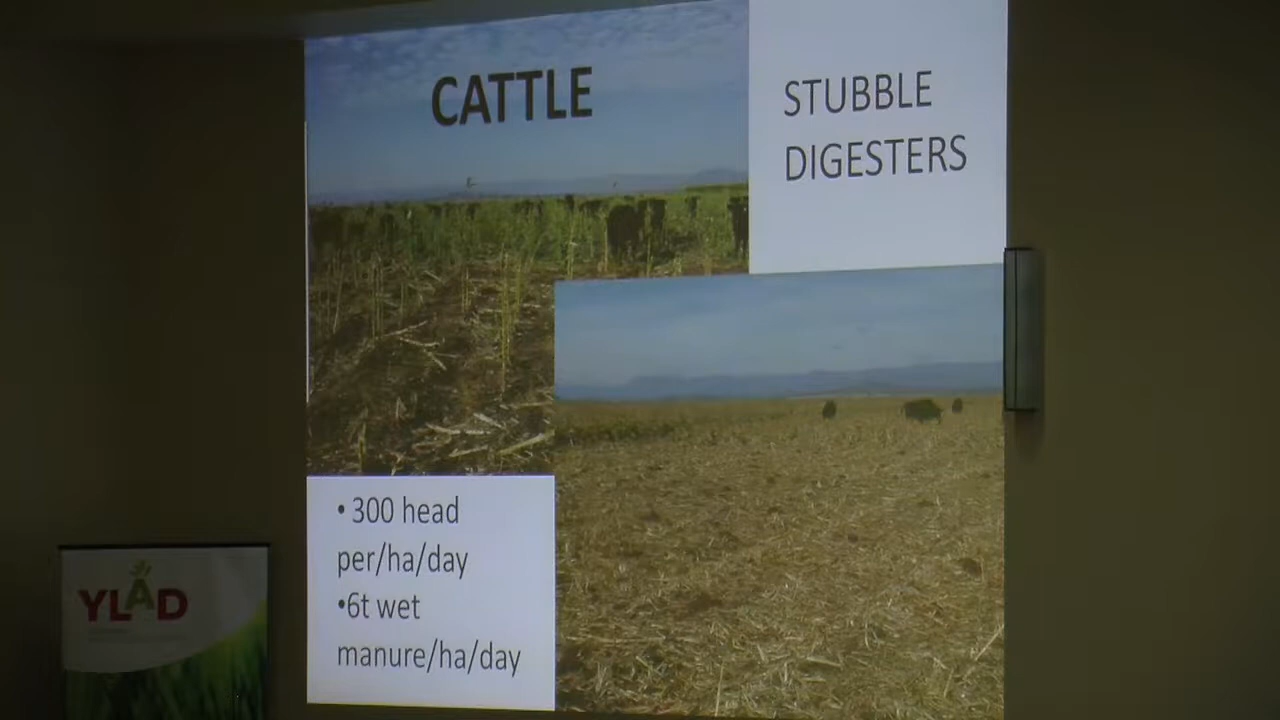 CATTLE
STUBBLE
DIGESTERS
• 300 head
per/ha/day
•6t wet
manure/ha/day
YLAD